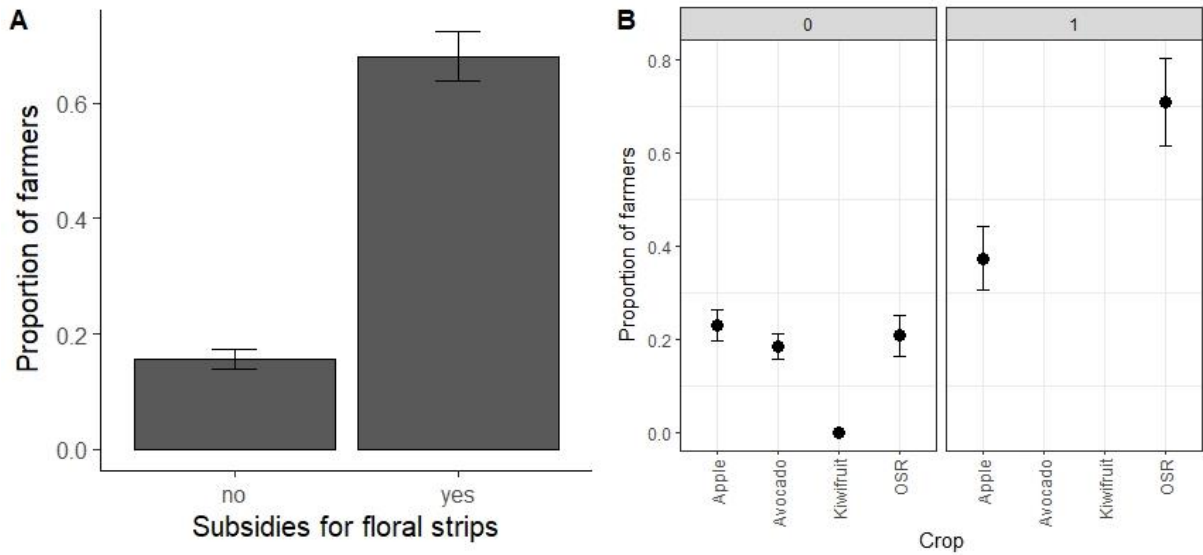 A
Proportion of farmers
0.6
0.4
0.2
0.0
no yes
Subsidies for floral strips
B
0 1
Proportion of farmers
0.8
0.6
0.4
0.2
0.0
Apple Avocado Kiwifruit OSR Apple Avocado Kiwifruit OSR
Crop